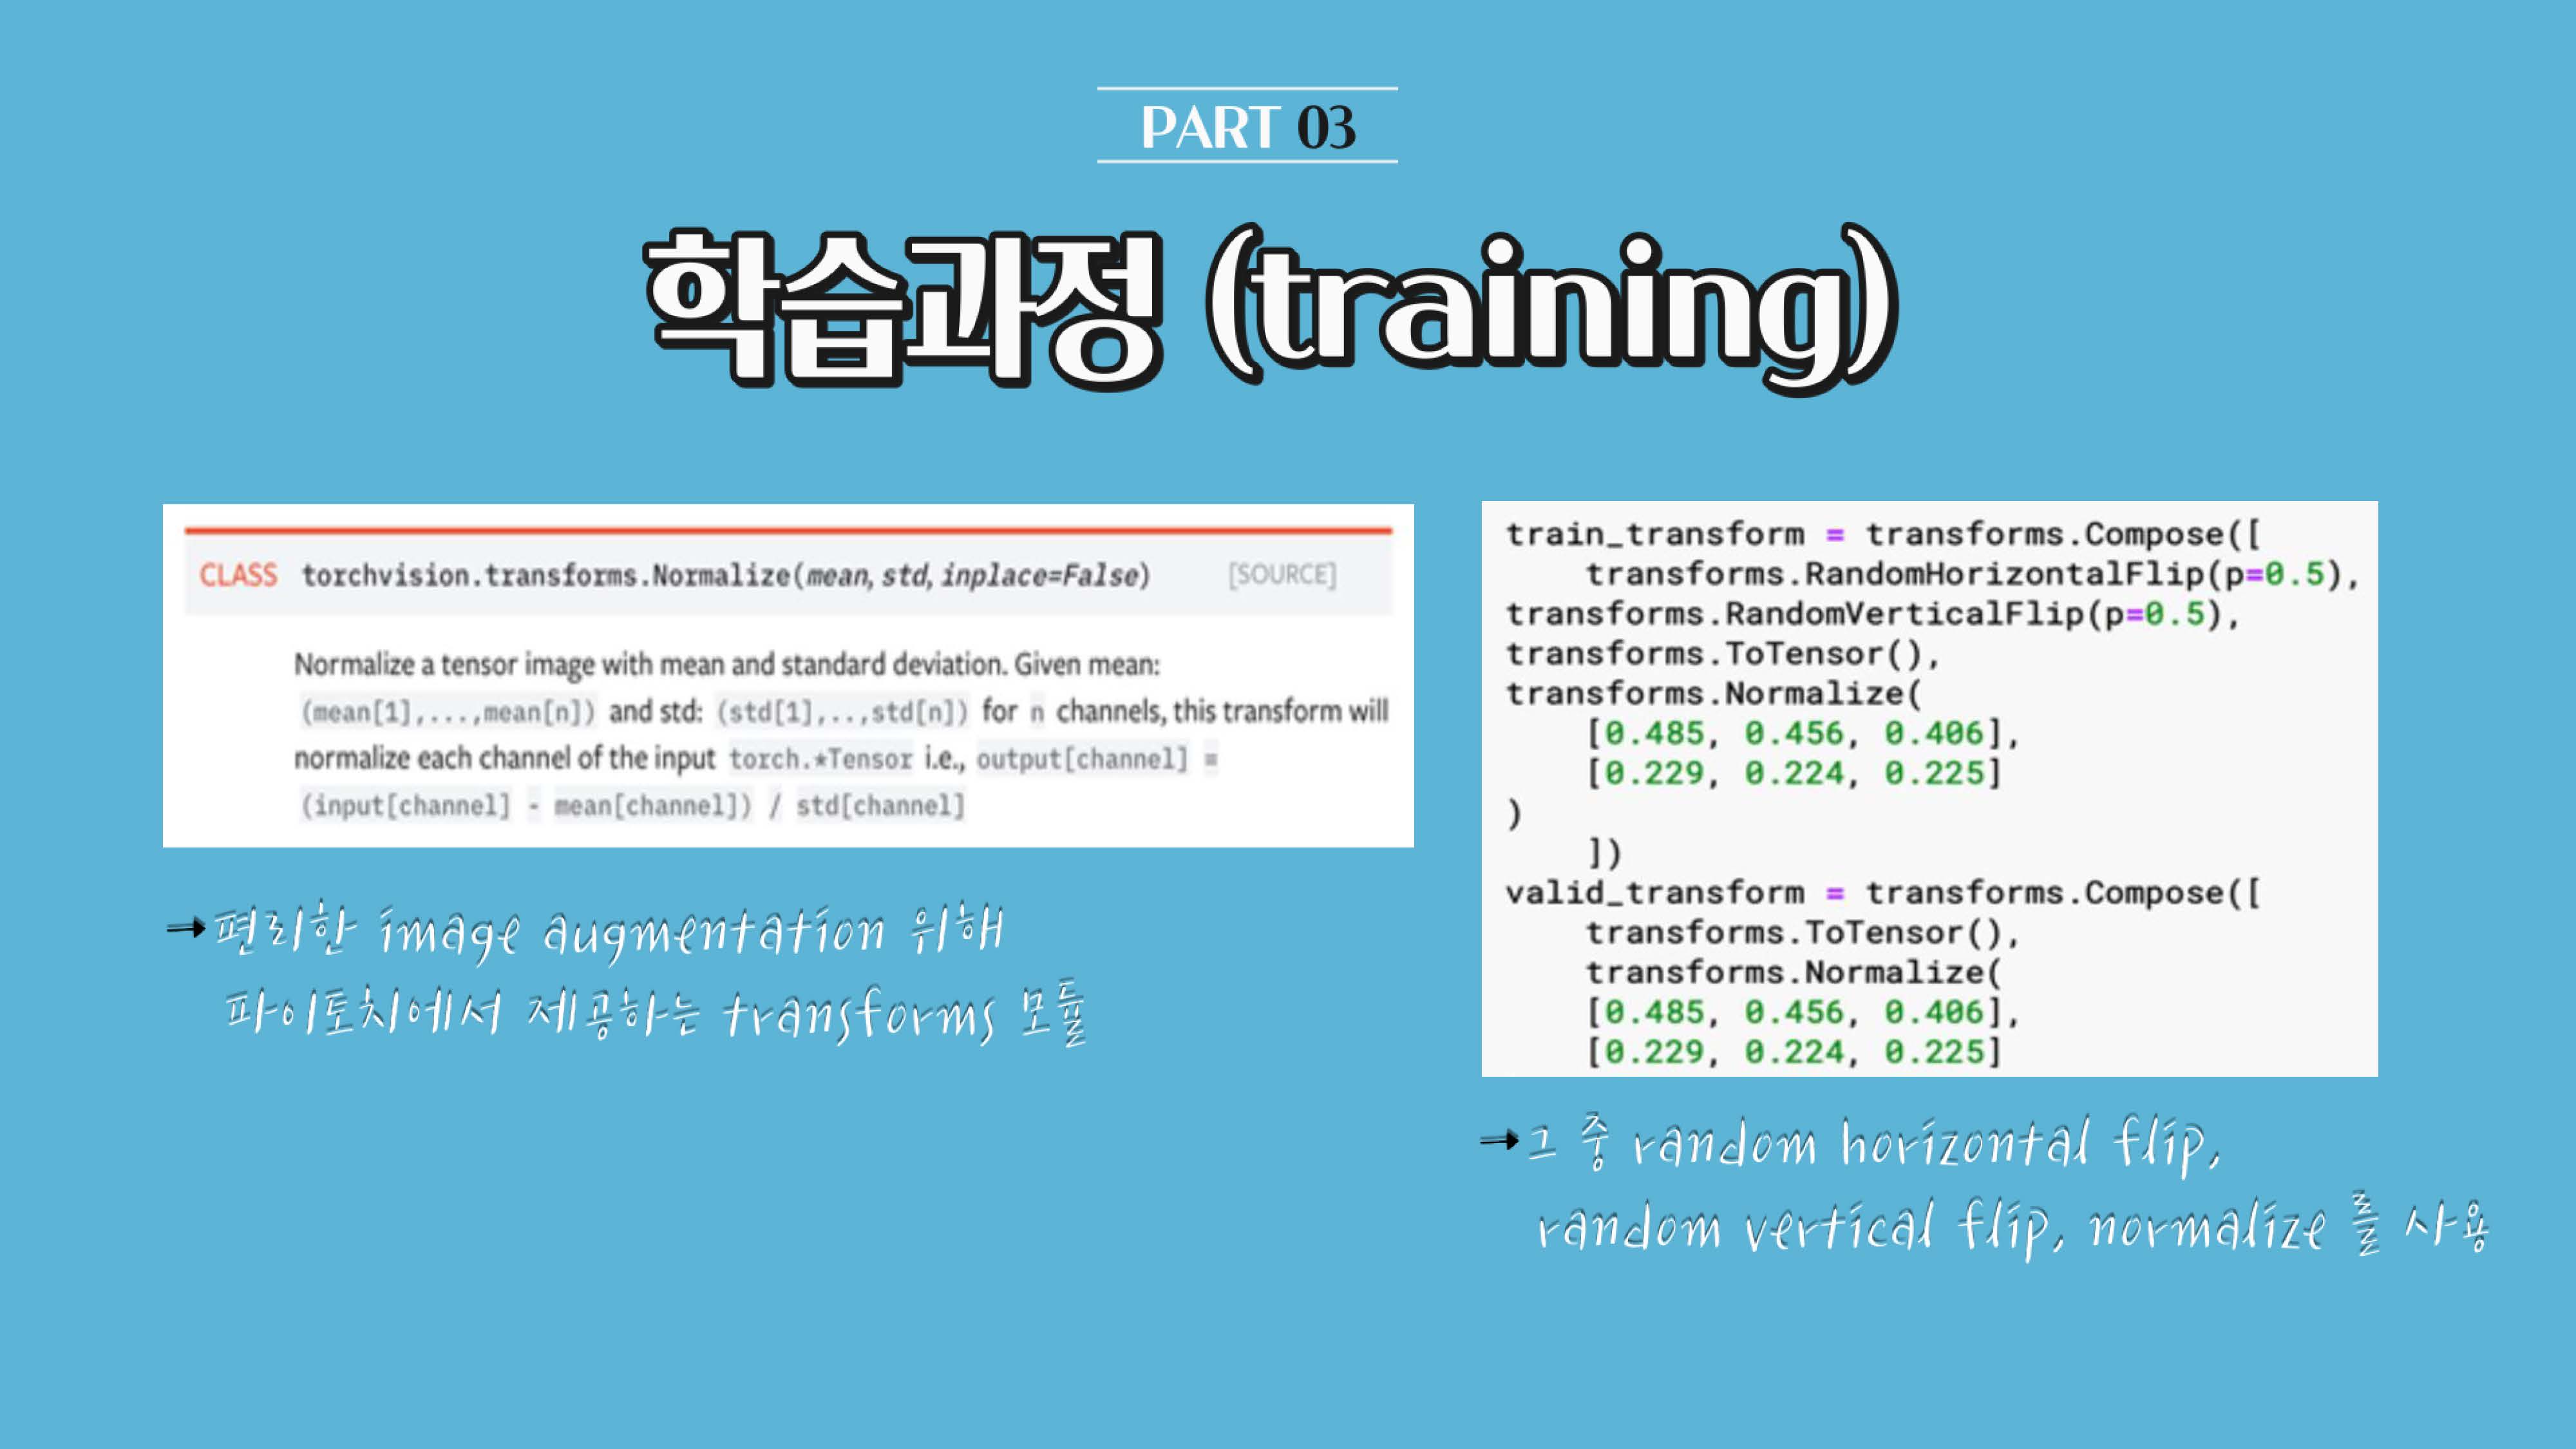 PART 03
학습과정 (training)
CLASS torchvision.transforms.Normalize(mean, std, inplace=False) [SOURCE]
Normalize a tensor image with mean and standard deviation. Given mean:
(mean[1],...,mean[n]) and std: (std[1],..,std[n]) for n channels, this transform will
normalize each channel of the input torch.*Tensor i.e., output[channel] =
(input[channel] - mean[channel]) / std[channel]
→편리한 image augmentation 위해
파이토치에서 제공하는 transforms 모듈
train_transform = transforms.Compose([
    transforms.RandomHorizontalFlip(p=0.5),
transforms.RandomVerticalFlip(p=0.5),
transforms.ToTensor(),
transforms.Normalize(
    [0.485, 0.456, 0.406],
    [0.229, 0.224, 0.225]
)
    ])
valid_transform = transforms.Compose([
    transforms.ToTensor(),
    transforms.Normalize(
    [0.485, 0.456, 0.406],
    [0.229, 0.224, 0.225]
→그 중 random horizontal flip,
random vertical flip, normalize 를 사용